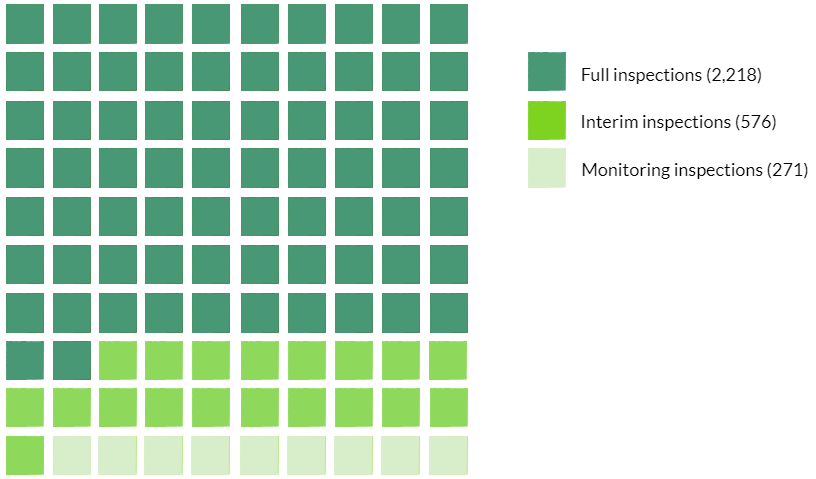 Full inspections (2,218)
Interim inspections (576)
Monitoring inspections (271)